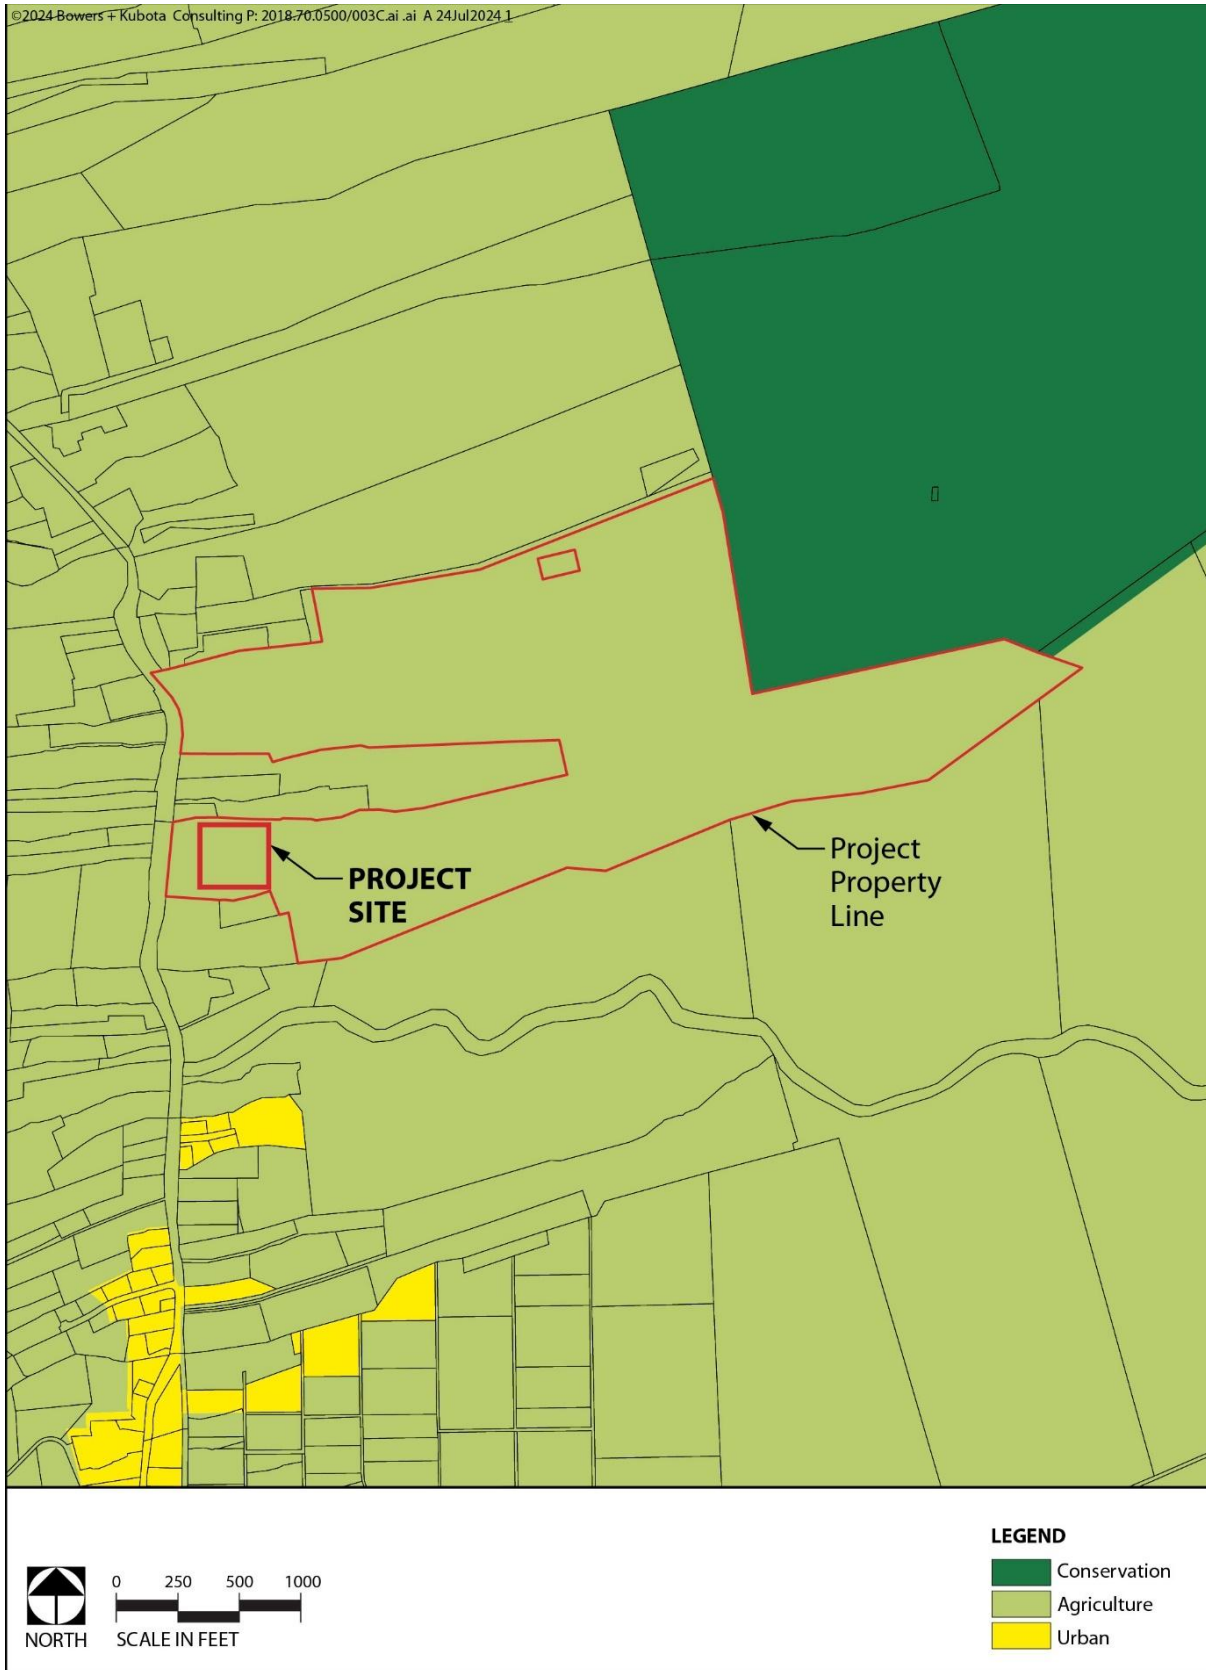 ©2024 Bowers + Kubota Consulting P: 2018.70.0500/003C.ai .ai A 24Jul2024 1
PROJECT
SITE
Project
Property
Line
NORTH
0 250 500 1000
SCALE IN FEET
LEGEND
Conservation
Agriculture
Urban